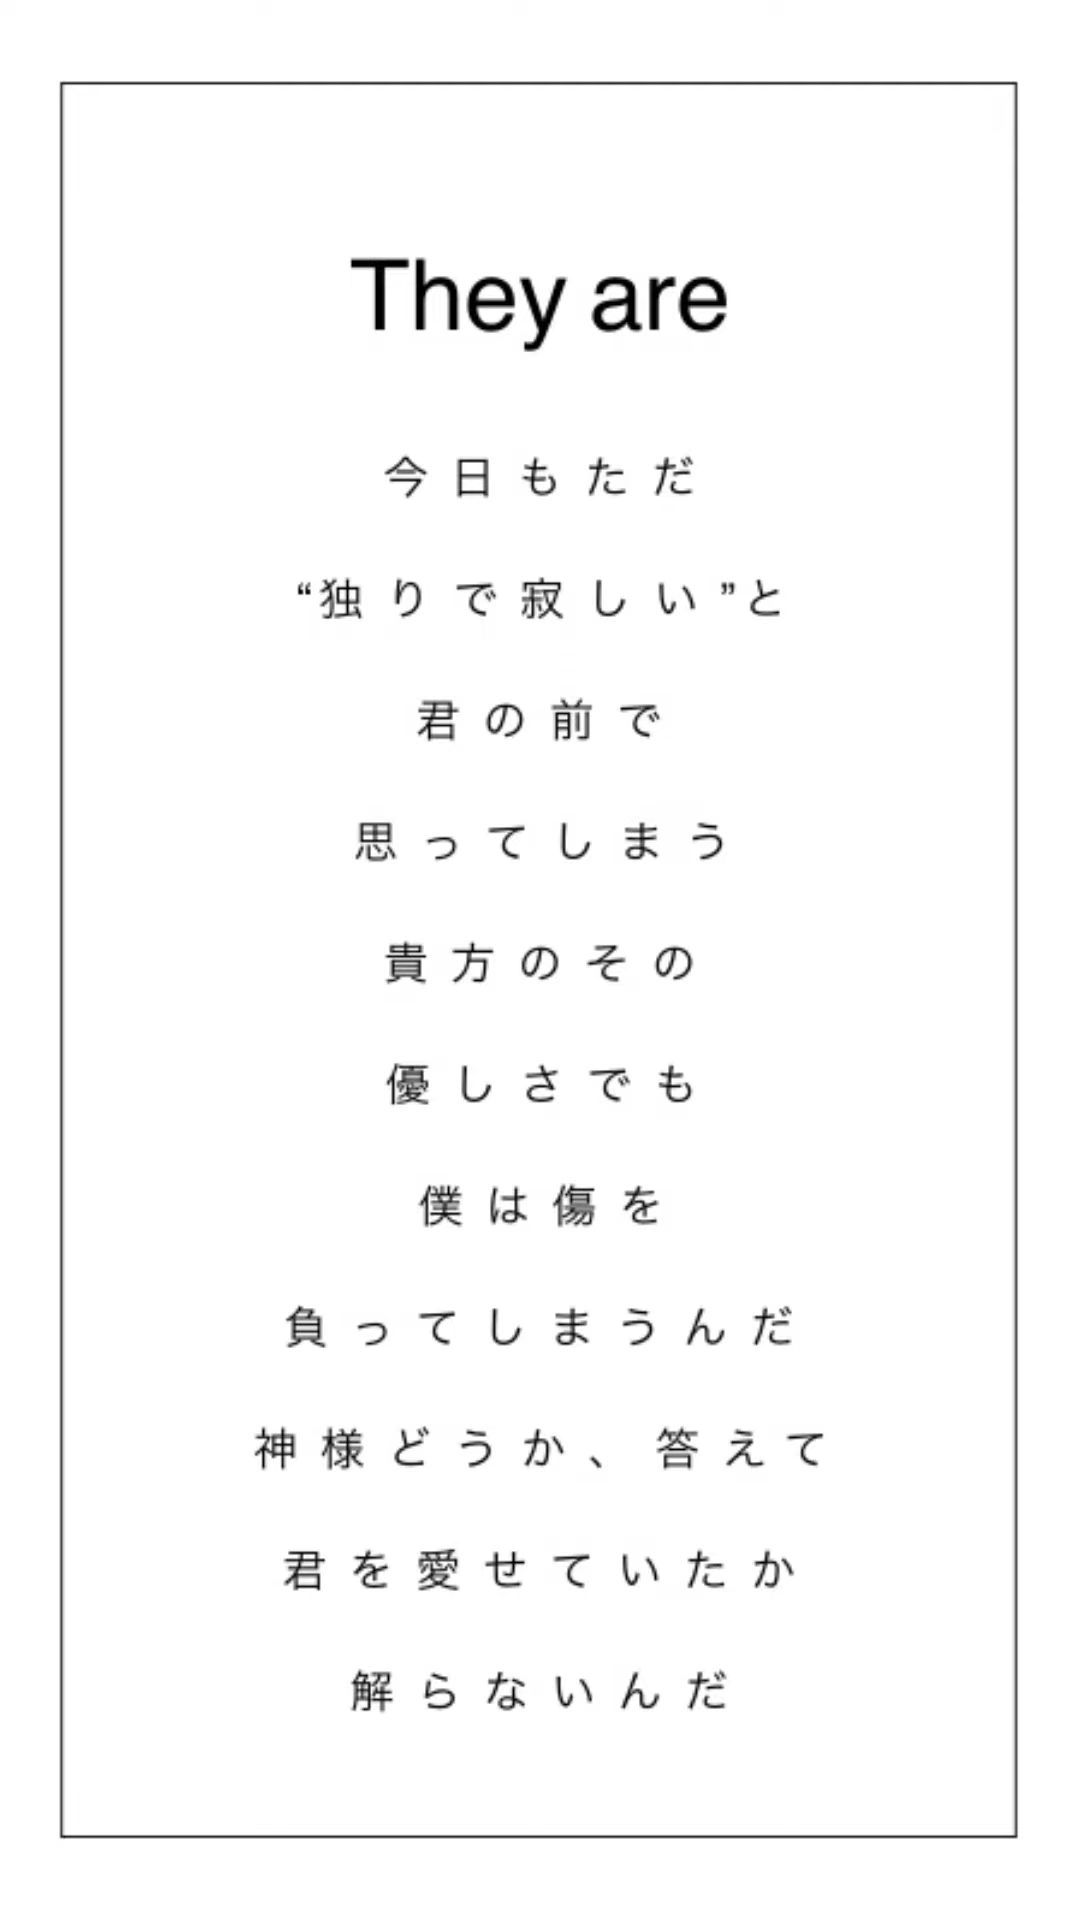 They are
今日もただ
“独りで寂しい”と
君の前で
思ってしまう
貴方のその
優しさでも
僕は傷を
負ってしまうんだ
神様どうか、答えて
君を愛せていたか
解らないんだ